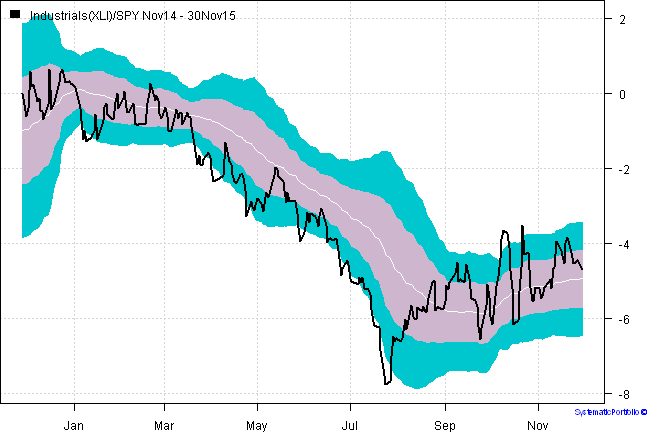 Industrials(XLI)/SPY Nov14 - 30Nov15
2
0
-2
-4
-6
-8
Jan Mar May Jul Sep Nov
SystematicPortfolio ©